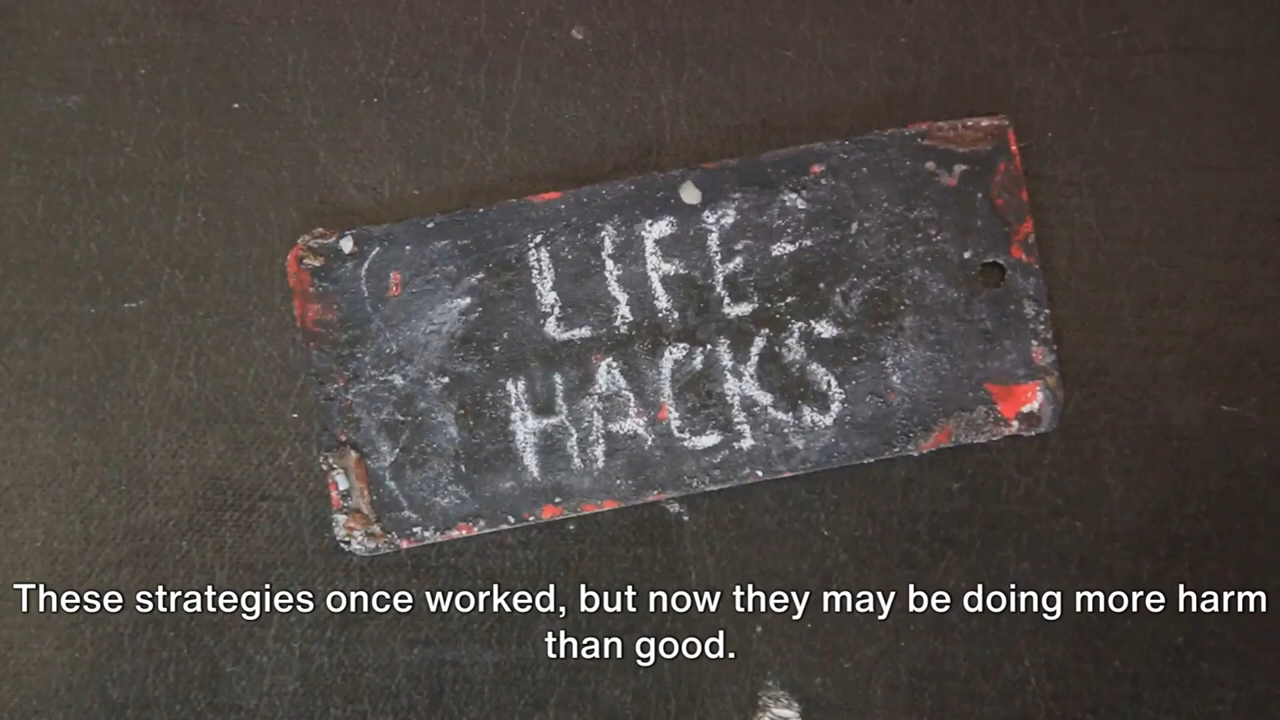 LIFE-
HACKS
These strategies once worked, but now they may be doing more harm
than good.